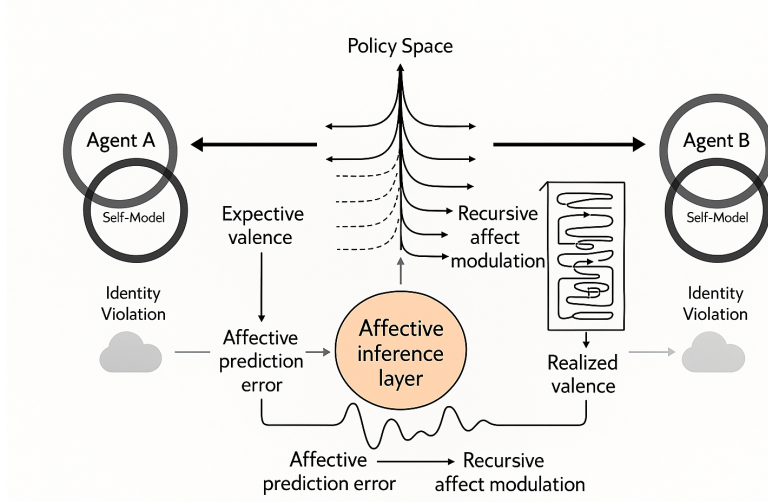 Policy Space
Agent A
Agent B
Self-Model
Self-Model
Expective
valence
Recursive
affect
modulation
Identity
Violation
Identity
Violation
Affective
prediction
error
Affective
inference
layer
Realized
valence
Affective
prediction error
Recursive
affect modulation